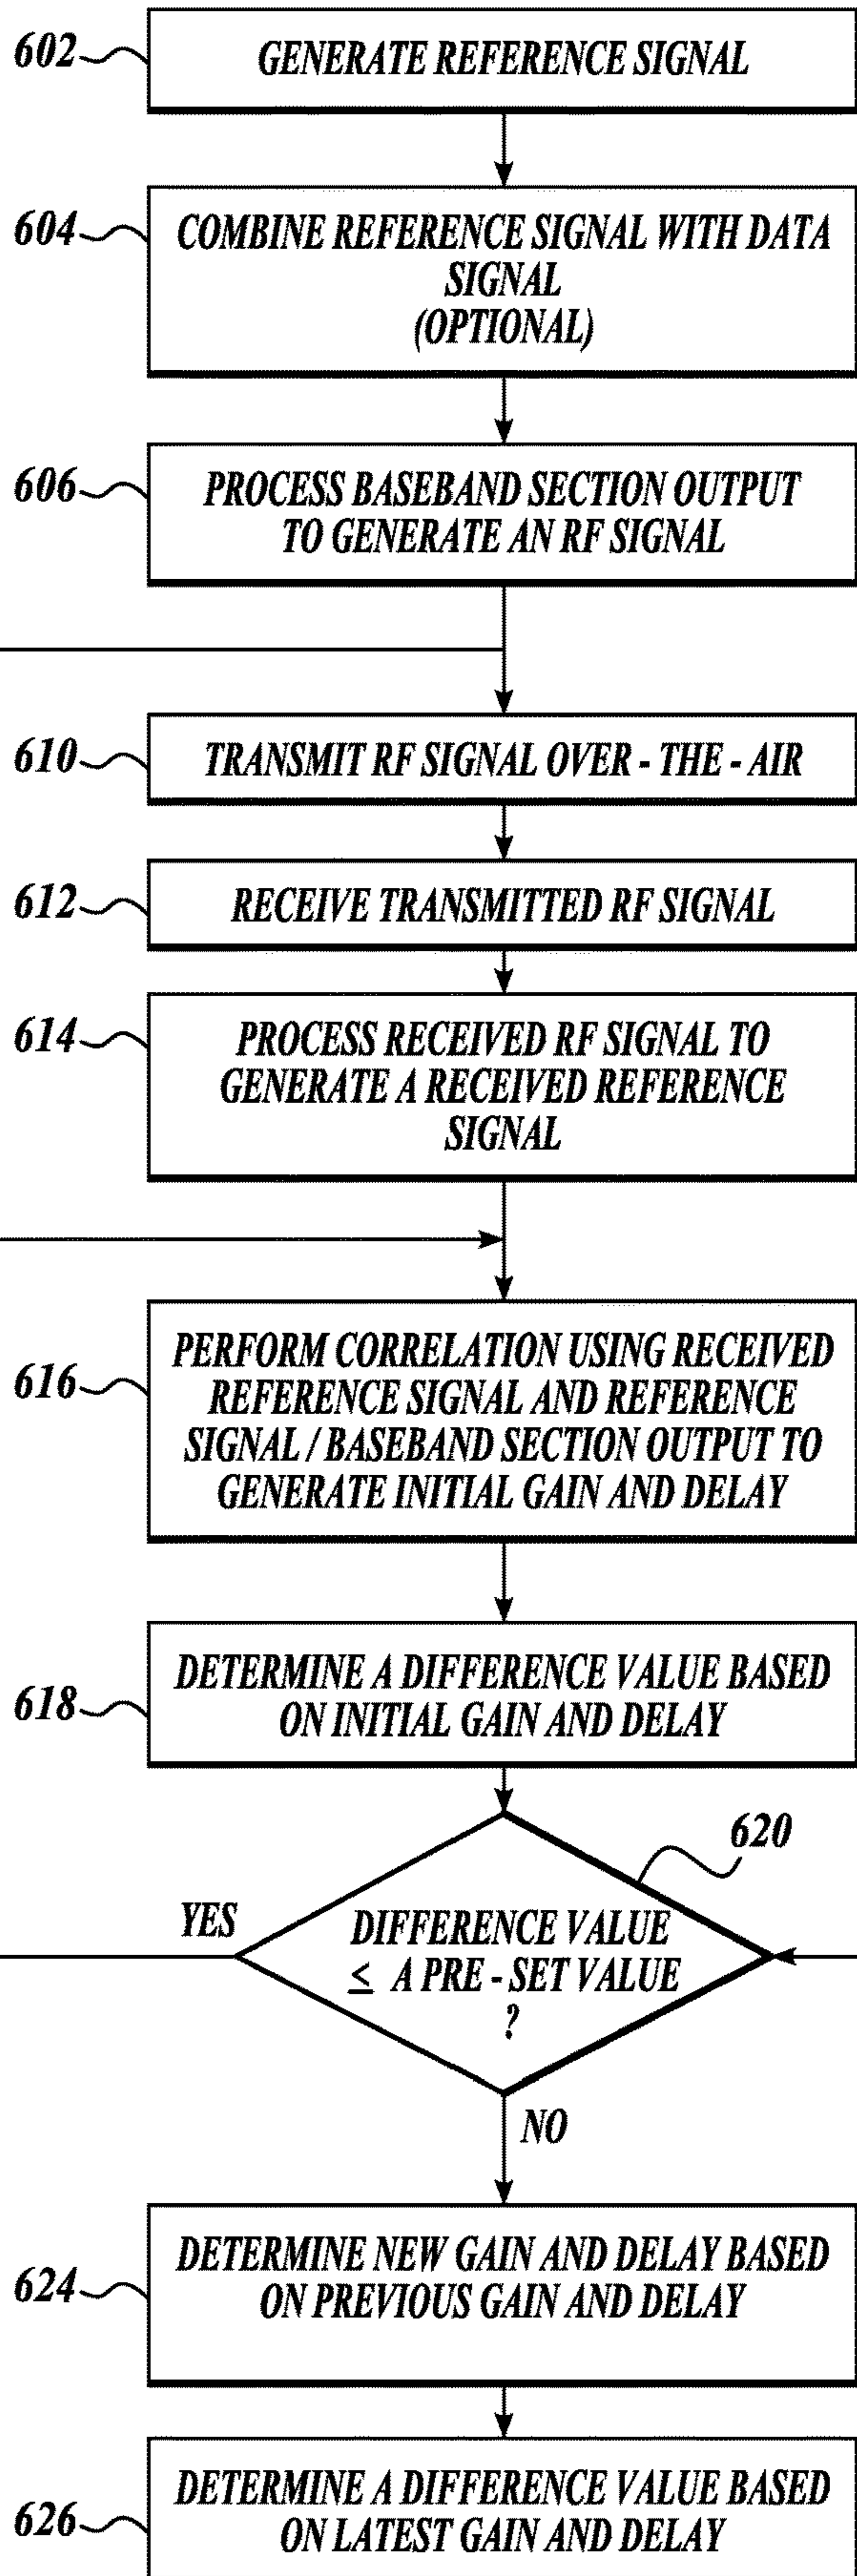 602
GENERATE REFERENCE SIGNAL
604
COMBINE REFERENCE SIGNAL WITH DATA
SIGNAL
(OPTIONAL)
606
PROCESS BASEBAND SECTION OUTPUT
TO GENERATE AN RF SIGNAL
610
TRANSMIT RF SIGNAL OVER - THE - AIR
612
RECEIVE TRANSMITTED RF SIGNAL
614
PROCESS RECEIVED RF SIGNAL TO
GENERATE A RECEIVED REFERENCE
SIGNAL
616
PERFORM CORRELATION USING RECEIVED
REFERENCE SIGNAL AND REFERENCE
SIGNAL / BASEBAND SECTION OUTPUT TO
GENERATE INITIAL GAIN AND DELAY
618
DETERMINE A DIFFERENCE VALUE BASED
ON INITIAL GAIN AND DELAY
620
YES
DIFFERENCE VALUE
≤ A PRE - SET VALUE
?
NO
624
DETERMINE NEW GAIN AND DELAY BASED
ON PREVIOUS GAIN AND DELAY
626
DETERMINE A DIFFERENCE VALUE BASED
ON LATEST GAIN AND DELAY